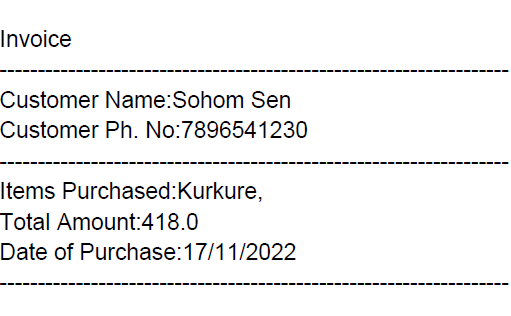 Invoice
---------------------------------------------------------------------
Customer Name:Sohom Sen
Customer Ph. No:7896541230
---------------------------------------------------------------------
Items Purchased:Kurkure,
Total Amount:418.0
Date of Purchase:17/11/2022
---------------------------------------------------------------------